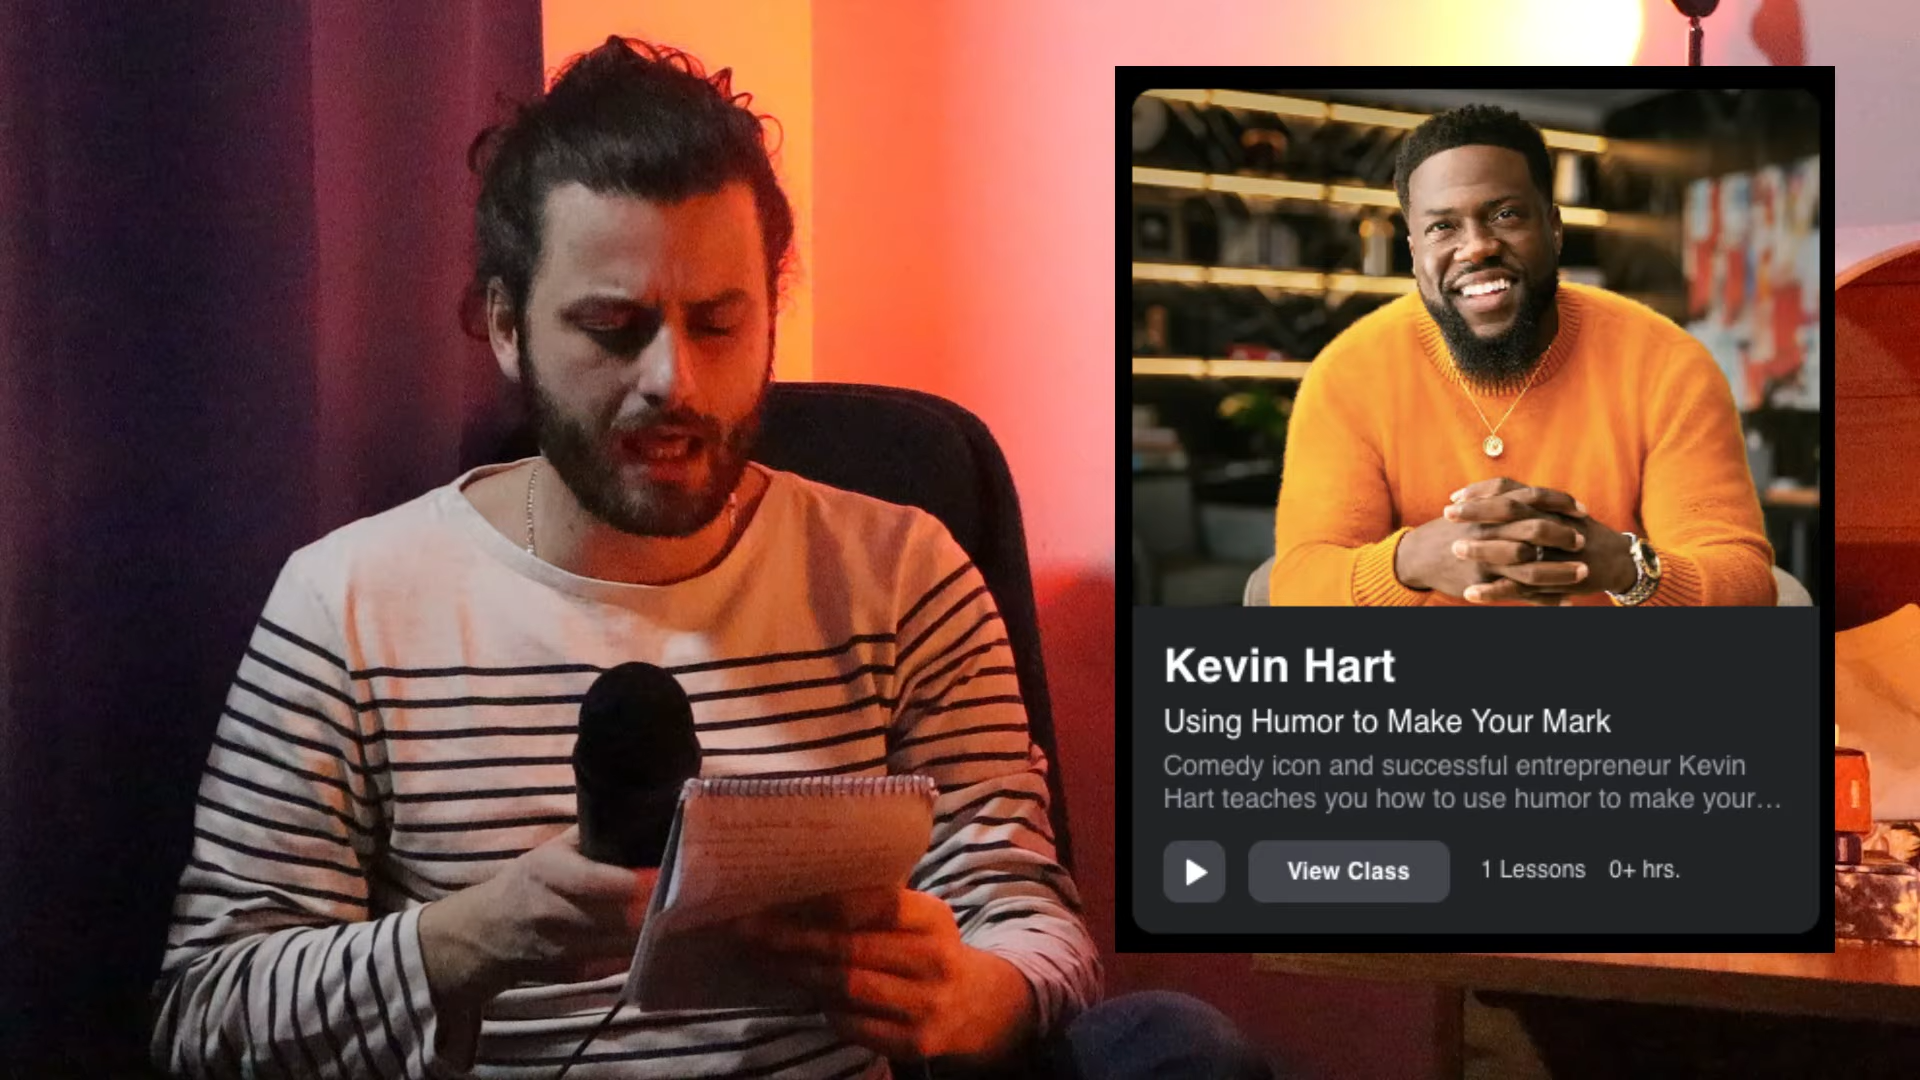 Kevin Hart
Using Humor to Make Your Mark
Comedy icon and successful entrepreneur Kevin
Hart teaches you how to use humor to make your…
View Class 1 Lessons 0+ hrs.